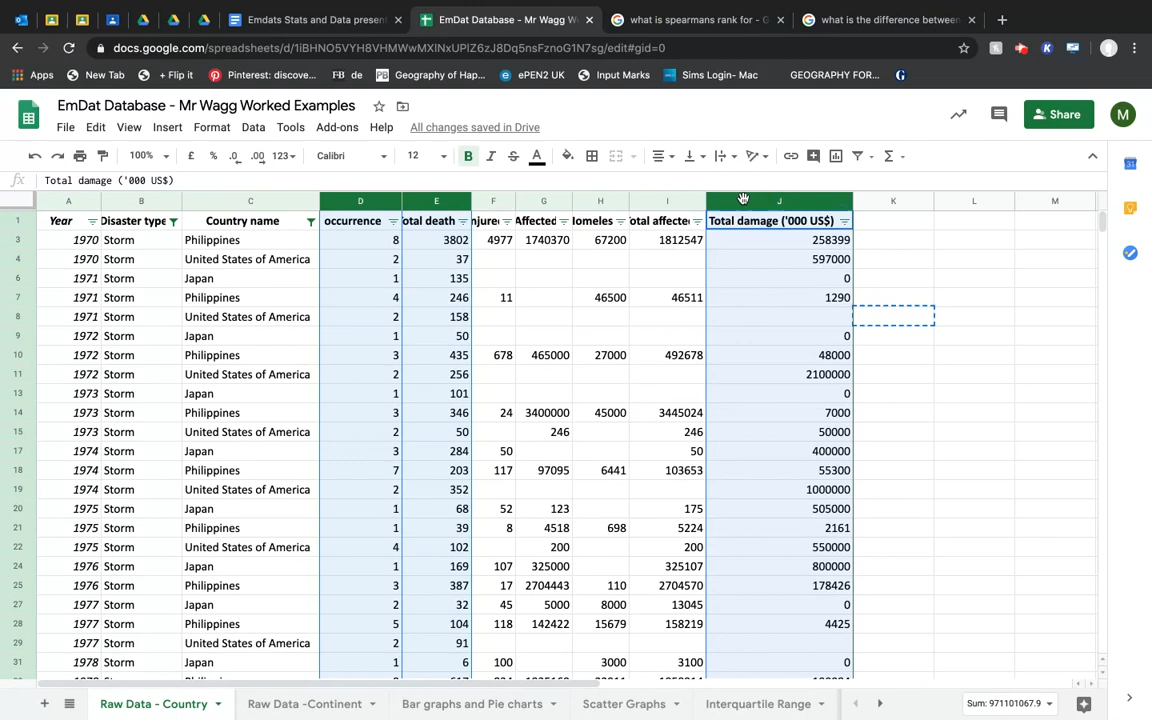 Emdats Stats and Data present
EmDat Database - Mr Wagg W
what is spearmans rank for - G
what is the difference between
docs.google.com/spreadsheets/d/1iBHNO5VYH8VHMWwMXINxUPIZ6zJ8Dq5nsFznoG1N7sg/edit#gid=0
Apps New Tab + Flip it Pinterest: discove... FB de PB Geography of Hap... e ePEN2 UK Input Marks Sims Login- Mac GEOGRAPHY FOR... G
EmDat Database - Mr Wagg Worked Examples
File Edit View Insert Format Data Tools Add-ons Help All changes saved in Drive
Share M
100% £ % .0 .00 123 Calibri 12 B I S A Σ
fx Total damage ('000 US$)
A B C D E F G H I J K L M
1 Year Disaster type Country name occurrence otal death njure Affected Homeles otal affecte Total damage ('000 US$)
3 1970 Storm Philippines 8 3802 4977 1740370 67200 1812547 258399
4 1970 Storm United States of America 2 37 597000
6 1971 Storm Japan 1 135 0
7 1971 Storm Philippines 4 246 11 46500 46511 1290
8 1971 Storm United States of America 2 158
9 1972 Storm Japan 1 50 0
10 1972 Storm Philippines 3 435 678 465000 27000 492678 48000
11 1972 Storm United States of America 2 256 2100000
13 1973 Storm Japan 1 101 0
14 1973 Storm Philippines 3 346 24 3400000 45000 3445024 7000
15 1973 Storm United States of America 2 50 246 246 50000
17 1974 Storm Japan 3 284 50 50 400000
18 1974 Storm Philippines 7 203 117 97095 6441 103653 55300
19 1974 Storm United States of America 2 352 1000000
20 1975 Storm Japan 1 68 52 123 175 505000
21 1975 Storm Philippines 1 39 8 4518 698 5224 2161
22 1975 Storm United States of America 4 102 200 200 550000
24 1976 Storm Japan 1 169 107 325000 325107 800000
25 1976 Storm Philippines 3 387 17 2704443 110 2704570 178426
27 1977 Storm Japan 2 32 45 5000 8000 13045 0
28 1977 Storm Philippines 5 104 118 142422 15679 158219 4425
29 1977 Storm United States of America 2 91
31 1978 Storm Japan 1 6 100 3000 3100 0
Raw Data - Country Raw Data -Continent Bar graphs and Pie charts Scatter Graphs Interquartile Range Sum: 971101067.9